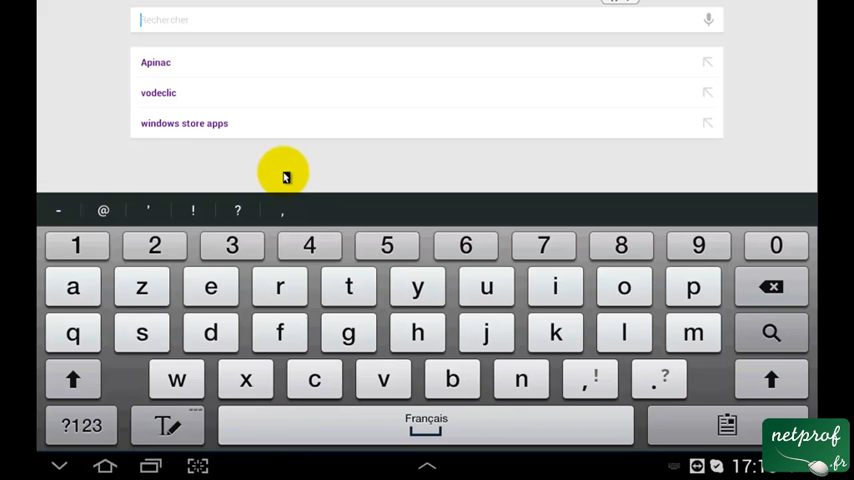 Rechercher
Apinac
vodeclic
windows store apps
- @ ' ! ? ,
1 2 3 4 5 6 7 8 9 0
a z e r t y u i o p
q s d f g h j k l m
w x c v b n ,! .?
?123 T Français
netprof
.fr